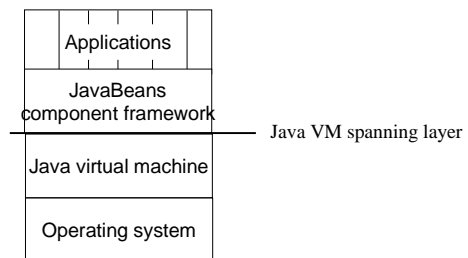 Applications
JavaBeans
component framework
Java VM spanning layer
Java virtual machine
Operating system